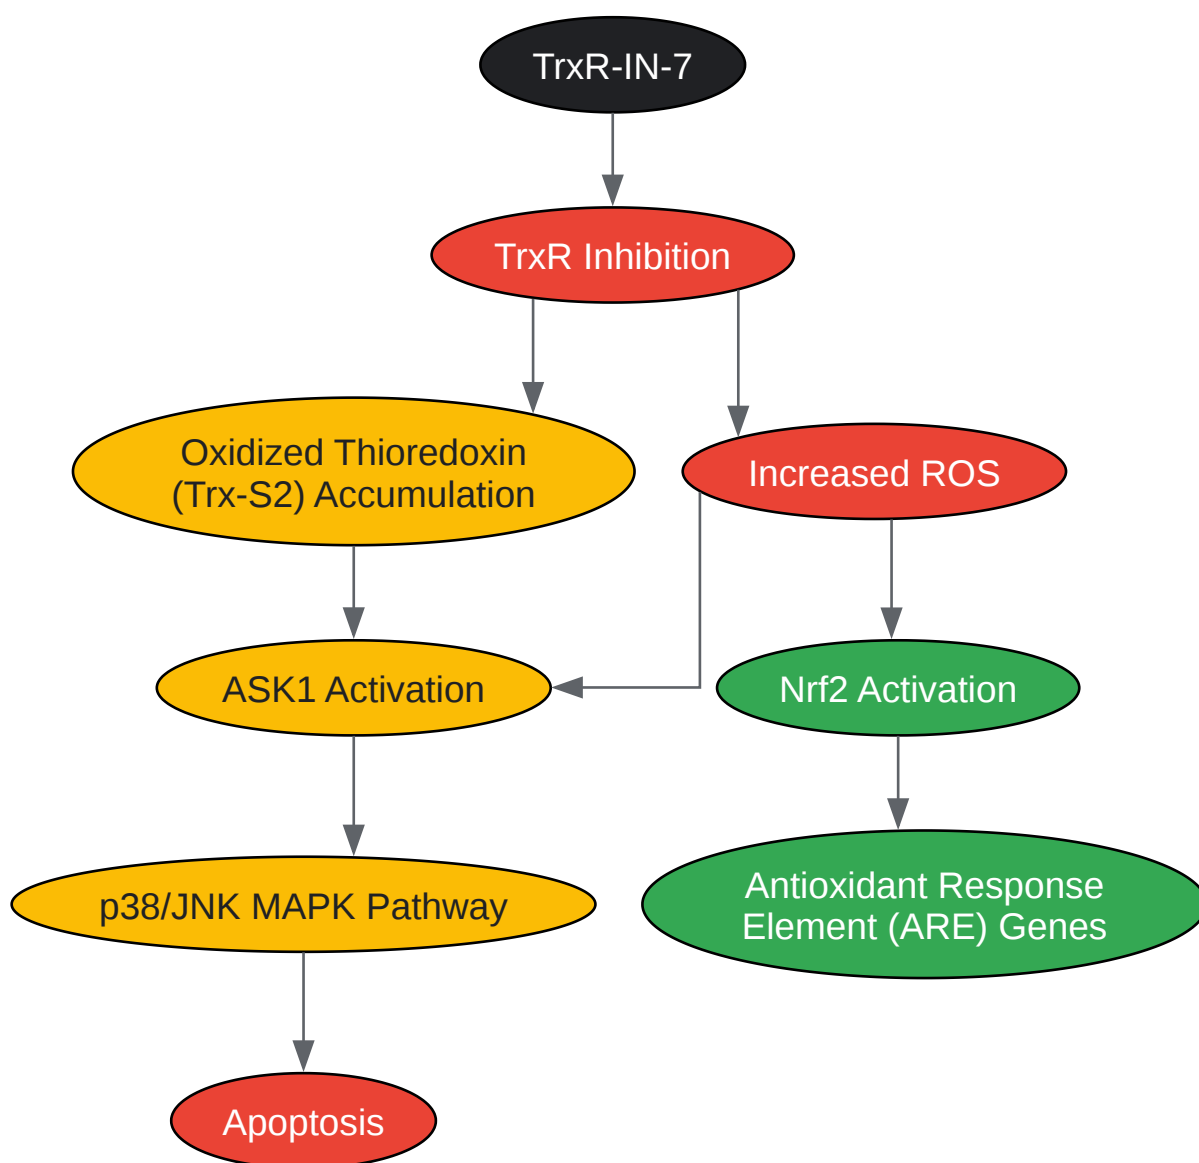 TrxR-IN-7
TrxR Inhibition
Oxidized Thioredoxin
(Trx-S2) Accumulation
Increased ROS
ASK1 Activation
Nrf2 Activation
p38/JNK MAPK Pathway
Antioxidant Response
Element (ARE) Genes
Apoptosis